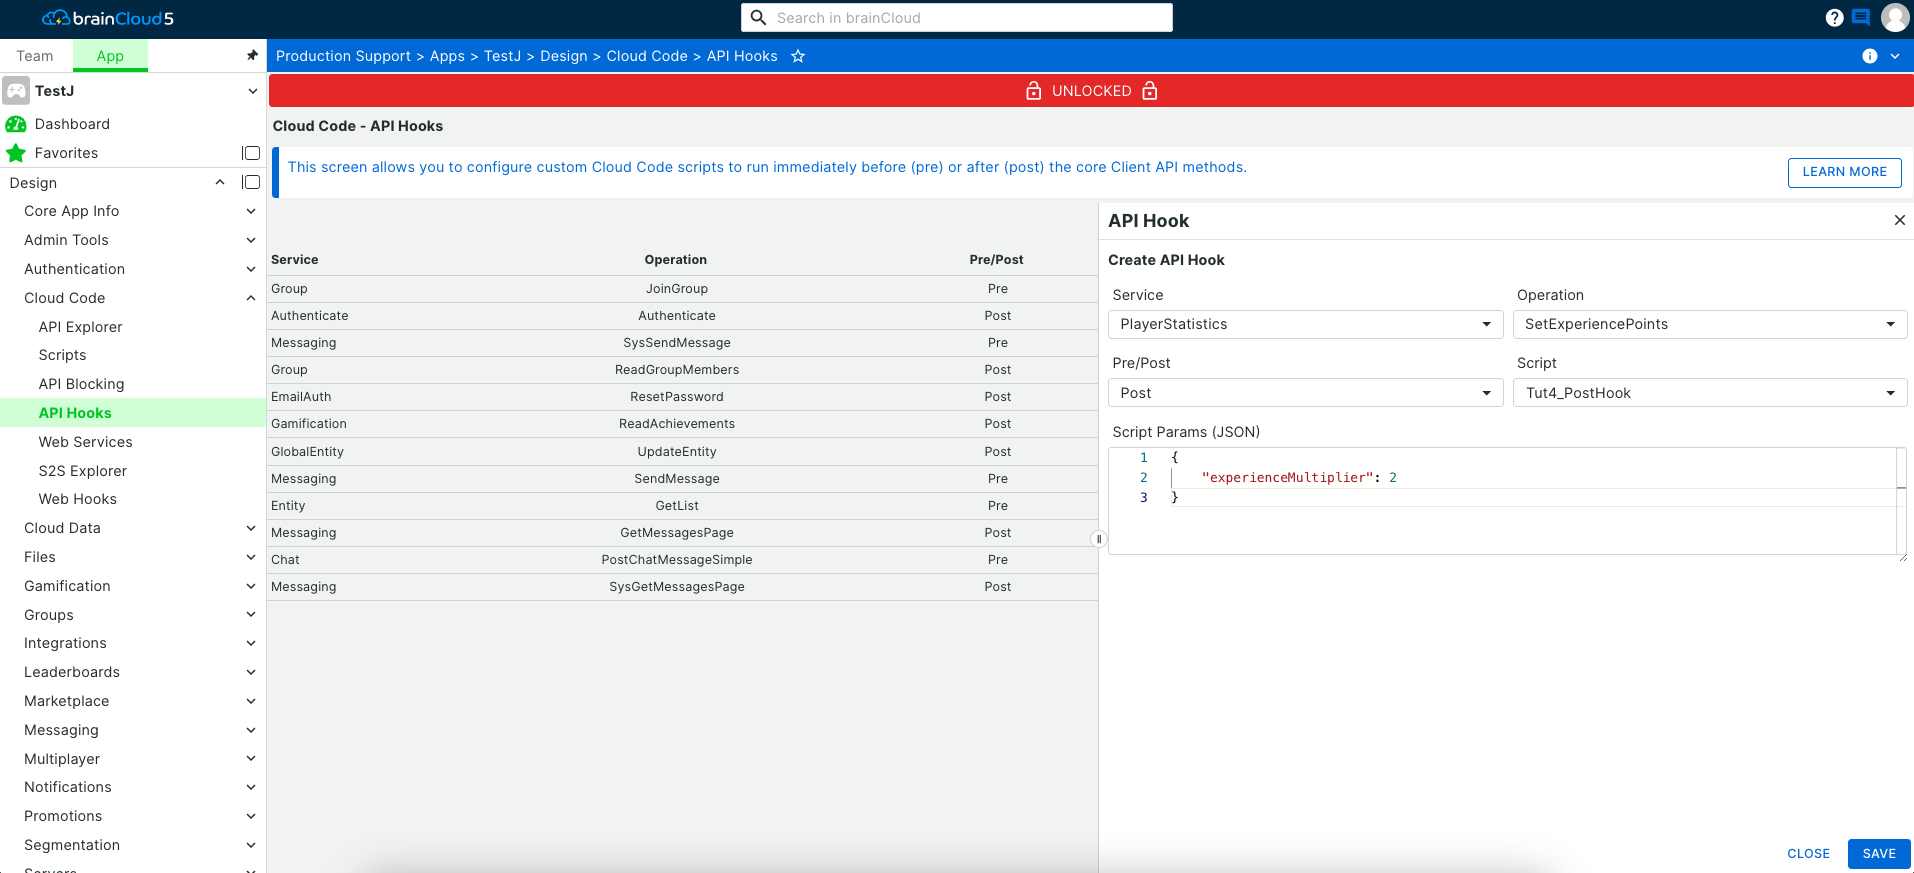 brainCloud5
Search in brainCloud
Team App
Production Support > Apps > TestJ > Design > Cloud Code > API Hooks
TestJ
UNLOCKED
Dashboard
Favorites
Design
Core App Info
Admin Tools
Authentication
Cloud Code
API Explorer
Scripts
API Blocking
API Hooks
Web Services
S2S Explorer
Web Hooks
Cloud Data
Files
Gamification
Groups
Integrations
Leaderboards
Marketplace
Messaging
Multiplayer
Notifications
Promotions
Segmentation
Servers
Cloud Code - API Hooks
This screen allows you to configure custom Cloud Code scripts to run immediately before (pre) or after (post) the core Client API methods.
LEARN MORE
Service Operation Pre/Post
Group JoinGroup Pre
Authenticate Authenticate Post
Messaging SysSendMessage Pre
Group ReadGroupMembers Post
EmailAuth ResetPassword Post
Gamification ReadAchievements Post
GlobalEntity UpdateEntity Post
Messaging SendMessage Pre
Entity GetList Pre
Messaging GetMessagesPage Post
Chat PostChatMessageSimple Pre
Messaging SysGetMessagesPage Post
API Hook
Create API Hook
Service Operation
PlayerStatistics SetExperiencePoints
Pre/Post Script
Post Tut4_PostHook
Script Params (JSON)
1 {
2 "experienceMultiplier": 2
3 }
CLOSE SAVE